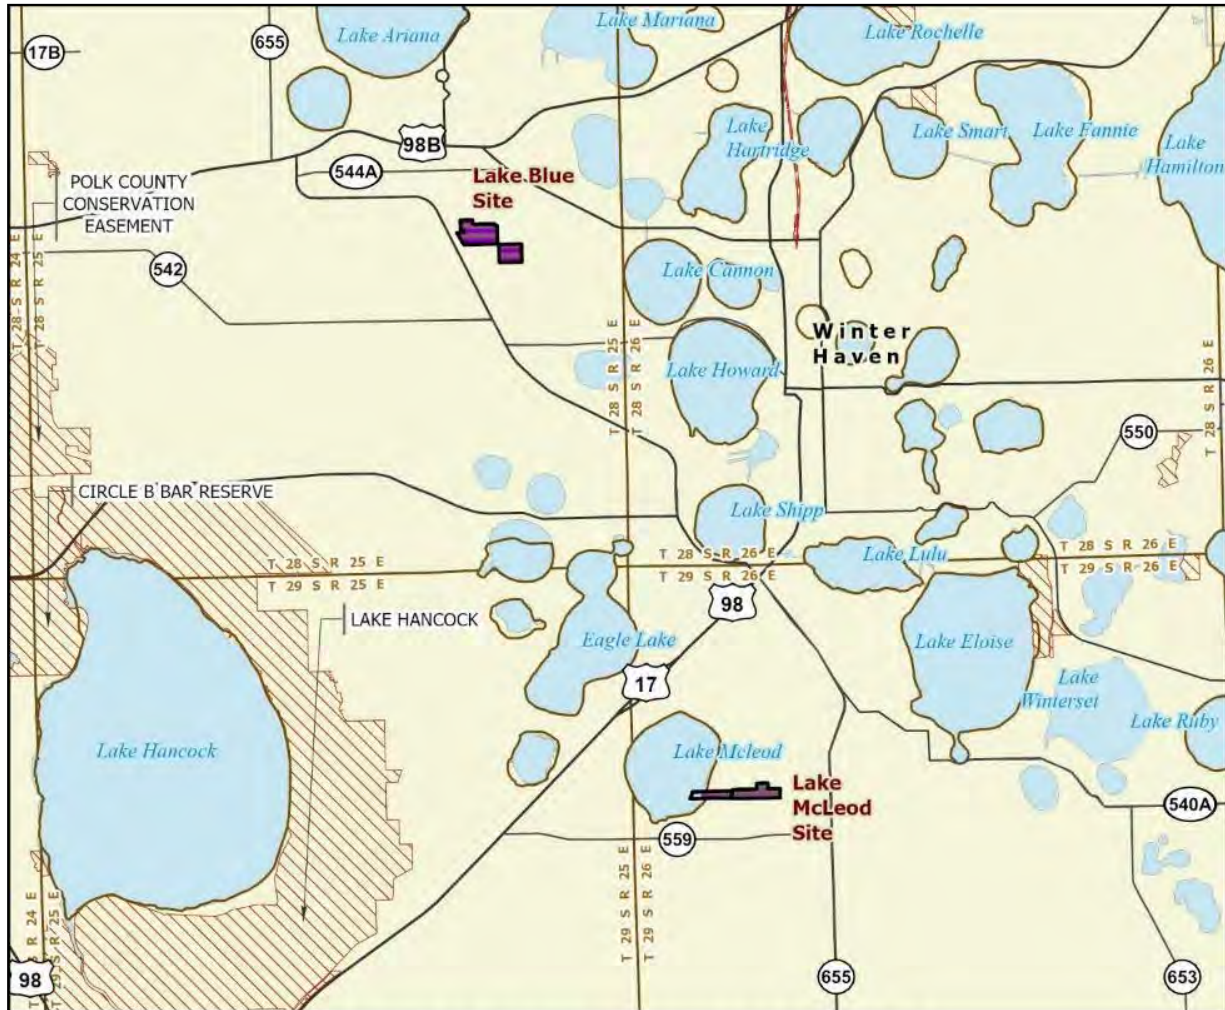 Lake Ariana
Lake Mariana
Lake Rochelle
655
17B
98B
544A
Lake
Hartridge
Lake Smart
Lake Fannie
Lake
Hamilton
POLK COUNTY
CONSERVATION
EASEMENT
Lake Blue
Site
542
Lake Cannon
T 28 S R 24 E
T 28 S R 25 E
T 28 S R 25 E
T 28 S R 26 E
Winter
Haven
Lake Howard
T 28 S R 26 E
550
CIRCLE B BAR RESERVE
Lake Shipp
T 28 S R 25 E
T 29 S R 25 E
T 28 S R 26 E
T 29 S R 26 E
Lake Lulu
T 28 S R 26 E
T 29 S R 26 E
98
LAKE HANCOCK
Eagle Lake
Lake Eloise
17
Lake
Winterset
Lake Ruby
Lake Hancock
Lake Mcleod
Lake
McLeod
Site
540A
559
T 29 S R 24 E
T 29 S R 25 E
T 29 S R 25 E
T 29 S R 26 E
98
655
653